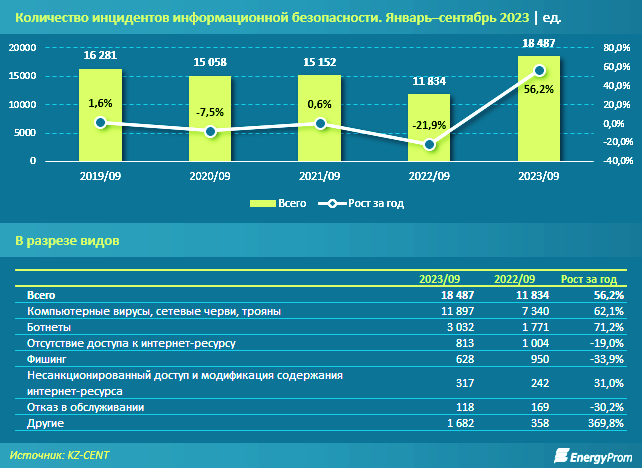 Количество инцидентов информационной безопасности. Январь–сентябрь 2023 | ед.
20000
15000
10000
5000
0
16 281
15 058
15 152
11 834
18 487
1,6%
-7,5%
0,6%
-21,9%
56,2%
80,0%
60,0%
40,0%
20,0%
0,0%
-20,0%
-40,0%
2019/09 2020/09 2021/09 2022/09 2023/09
Всего Рост за год
В разрезе видов
2023/09 2022/09 Рост за год
Всего 18 487 11 834 56,2%
Компьютерные вирусы, сетевые черви, трояны 11 897 7 340 62,1%
Ботнеты 3 032 1 771 71,2%
Отсутствие доступа к интернет-ресурсу 813 1 004 -19,0%
Фишинг 628 950 -33,9%
Несанкционированный доступ и модификация содержания
интернет-ресурса 317 242 31,0%
Отказ в обслуживании 118 169 -30,2%
Другие 1 682 358 369,8%
Источник: KZ-CENT
EnergyProm